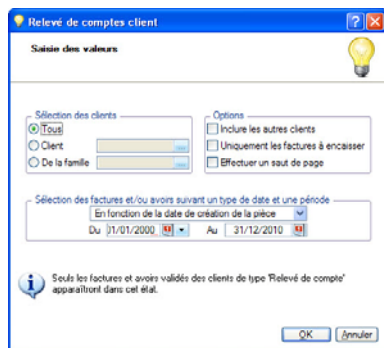 Relevé de comptes client
Saisie des valeurs
Sélection des clients
Tous
Client
De la famille
Options
Inclure les autres clients
Uniquement les factures à encaisser
Effectuer un saut de page
Sélection des factures et/ou avoirs suivant un type de date et une période
En fonction de la date de création de la pièce
Du 01/01/2000 Au 31/12/2010
Seuls les factures et avoirs validés des clients de type 'Relevé de compte'
apparaîtront dans cet état.
OK Annuler